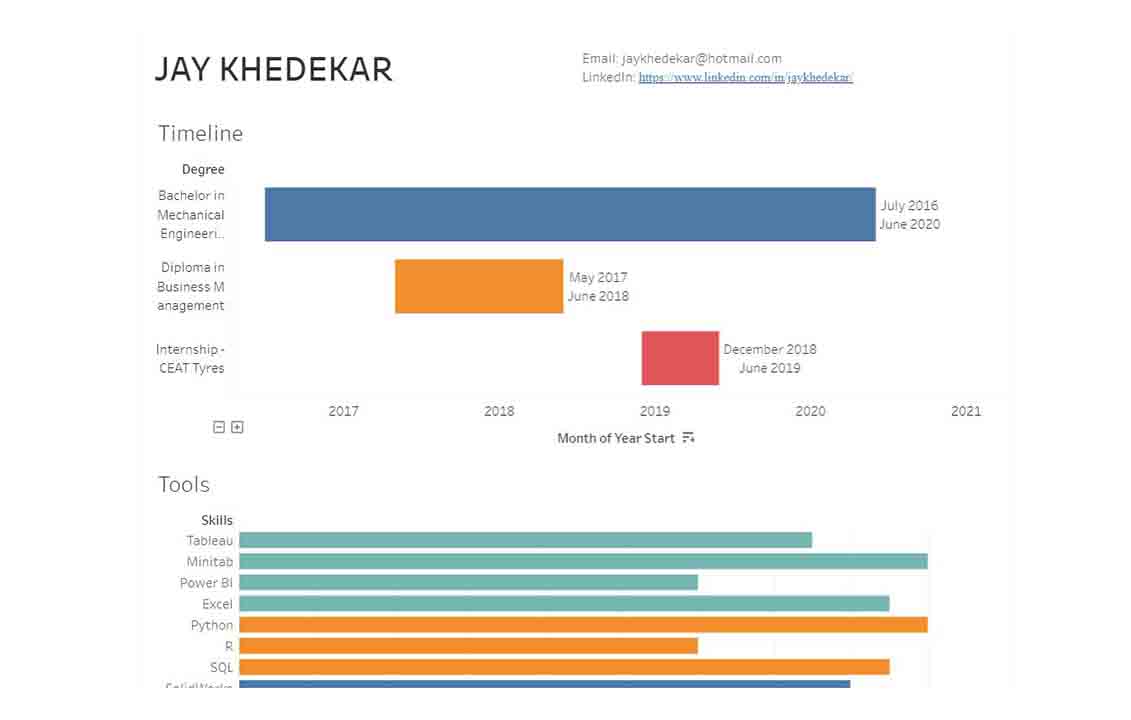 JAY KHEDEKAR
Email: jaykhedekar@hotmail.com
LinkedIn: https://www.linkedin.com/in/jaykhedekar/
Timeline
Degree
Bachelor in
Mechanical
Engineeri..
July 2016
June 2020
Diploma in
Business M
anagement
May 2017
June 2018
Internship -
CEAT Tyres
December 2018
June 2019
2017 2018 2019 2020 2021
Month of Year Start
Tools
Skills
Tableau
Minitab
Power BI
Excel
Python
R
SQL
SolidWorks